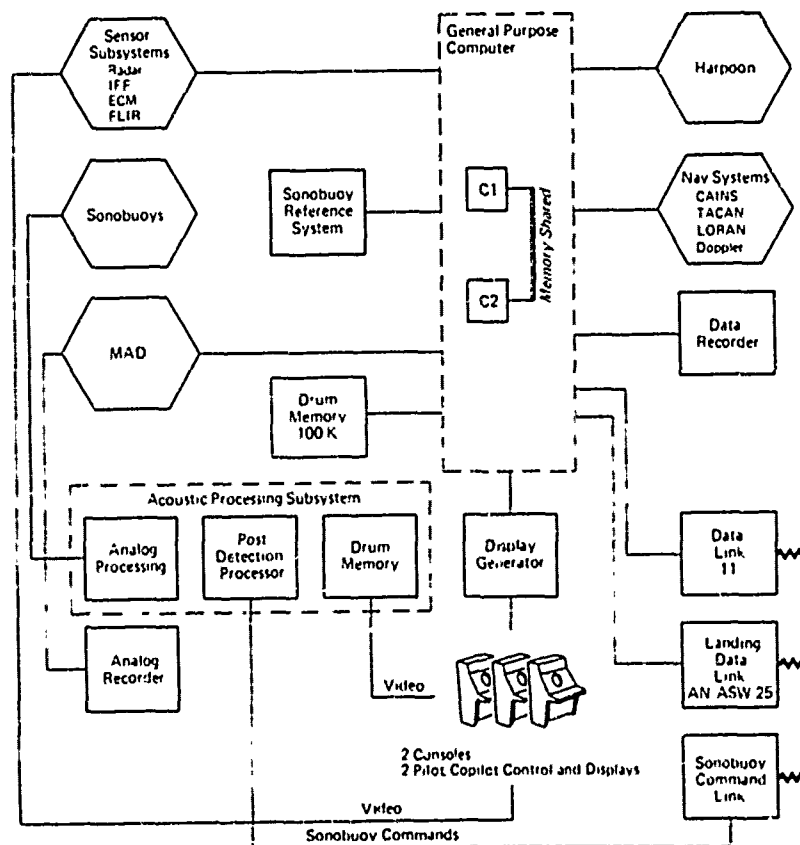 Sensor
Subsystems
Radar
IFF
ECM
FLIR
General Purpose
Computer
Harpoon
Sonobuoys
Sonobuoy
Reference
System
C1
C2
Memory Shared
Nav Systems
CAINS
TACAN
LORAN
Doppler
MAD
Drum
Memory
100 K
Data
Recorder
Acoustic Processing Subsystem
Analog
Processing
Post
Detection
Processor
Drum
Memory
Display
Generator
Data
Link
11
Analog
Recorder
Video
Landing
Data
Link
AN ASW 25
2 Consoles
2 Pilot Copilot Control and Displays
Sonobuoy
Command
Link
Video
Sonobuoy Commands